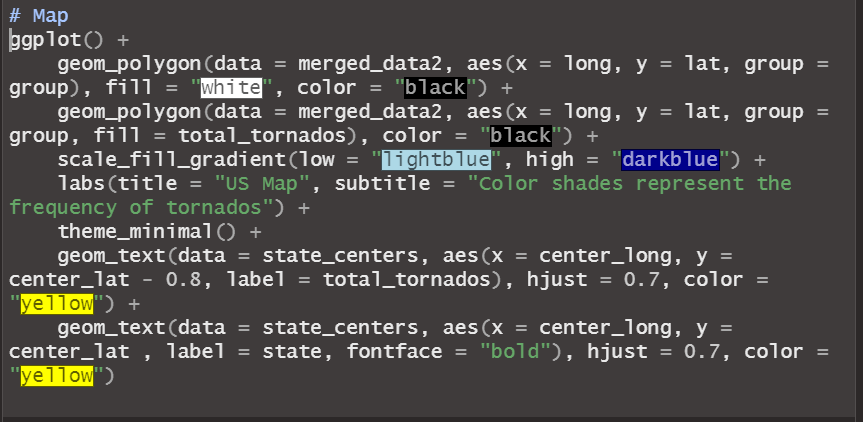 # Map
ggplot() +
    geom_polygon(data = merged_data2, aes(x = long, y = lat, group =
group), fill = "white", color = "black") +
    geom_polygon(data = merged_data2, aes(x = long, y = lat, group =
group, fill = total_tornados), color = "black") +
    scale_fill_gradient(low = "lightblue", high = "darkblue") +
    labs(title = "US Map", subtitle = "Color shades represent the
frequency of tornados") +
    theme_minimal() +
    geom_text(data = state_centers, aes(x = center_long, y =
center_lat - 0.8, label = total_tornados), hjust = 0.7, color =
"yellow") +
    geom_text(data = state_centers, aes(x = center_long, y =
center_lat , label = state, fontface = "bold"), hjust = 0.7, color =
"yellow")